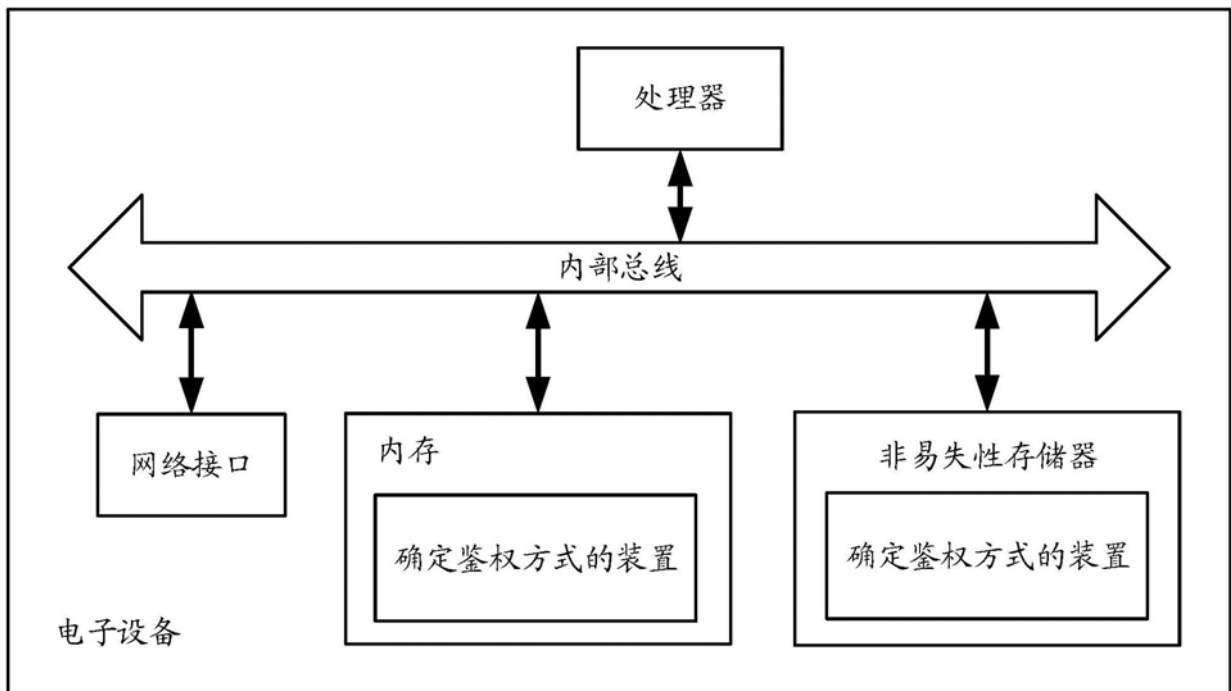 处理器
内部总线
网络接口
内存
确定鉴权方式的装置
非易失性存储器
确定鉴权方式的装置
电子设备